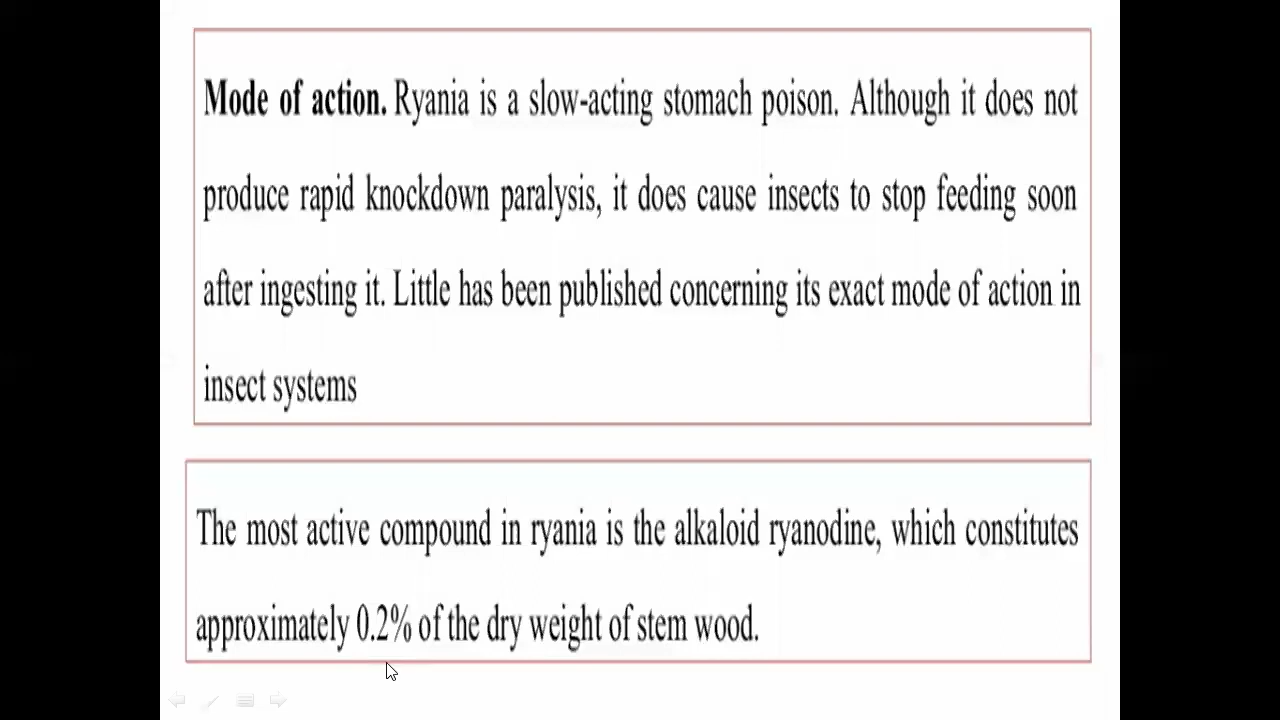 Mode of action. Ryania is a slow-acting stomach poison. Although it does not
produce rapid knockdown paralysis, it does cause insects to stop feeding soon
after ingesting it. Little has been published concerning its exact mode of action in
insect systems
The most active compound in ryania is the alkaloid ryanodine, which constitutes
approximately 0.2% of the dry weight of stem wood.